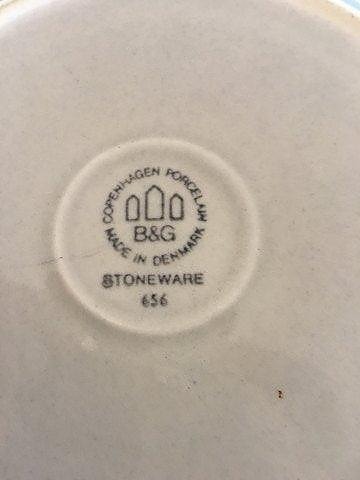 COPENHAGEN PORCELAIN
B&G
MADE IN DENMARK
STONEWARE
656